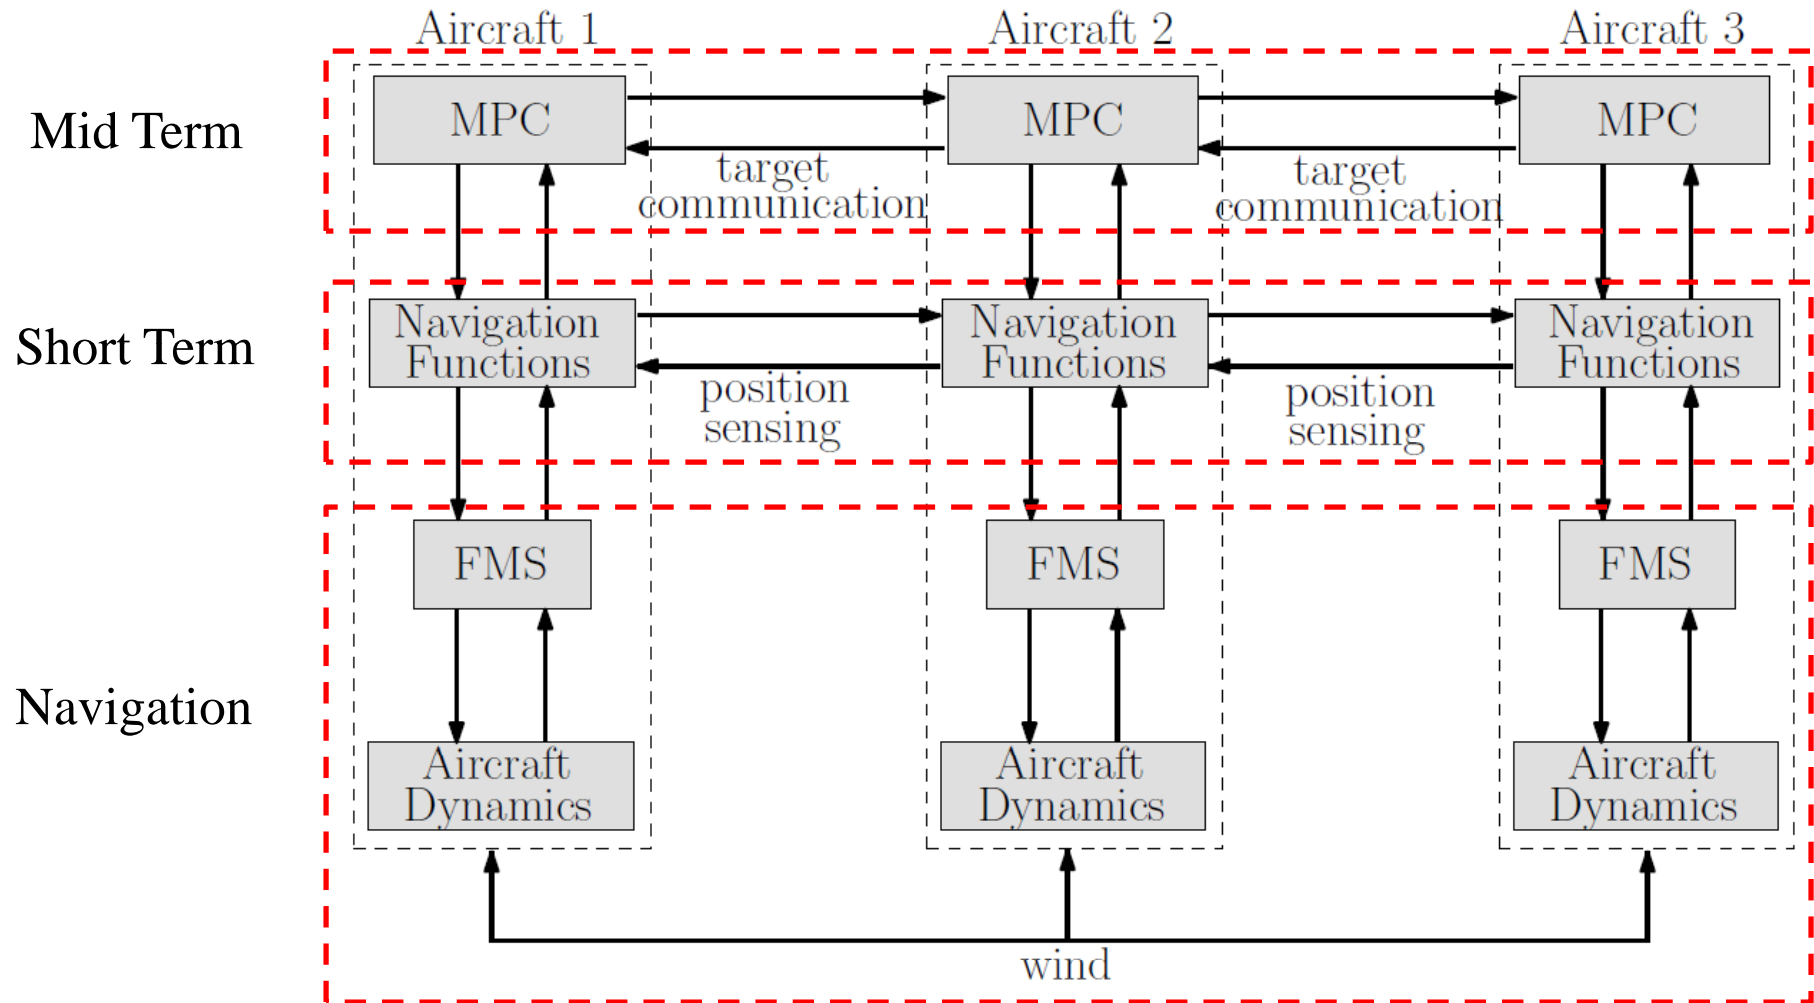 Aircraft 1
Aircraft 2
Aircraft 3
Mid Term
MPC
MPC
MPC
target
communication
target
communication
Short Term
Navigation
Functions
Navigation
Functions
Navigation
Functions
position
sensing
position
sensing
FMS
FMS
FMS
Navigation
Aircraft
Dynamics
Aircraft
Dynamics
Aircraft
Dynamics
wind